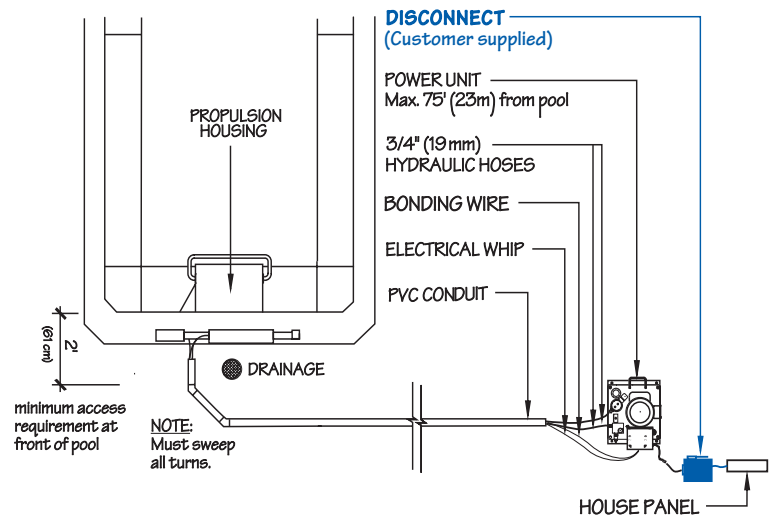 DISCONNECT
(Customer supplied)
POWER UNIT
Max. 75' (23m) from pool
PROPULSION
HOUSING
3/4" (19mm)
HYDRAULIC HOSES
BONDING WIRE
ELECTRICAL WHIP
PVC CONDUIT
2'
(61 cm)
DRAINAGE
minimum access
requirement at
front of pool
NOTE:
Must sweep
all turns.
HOUSE PANEL